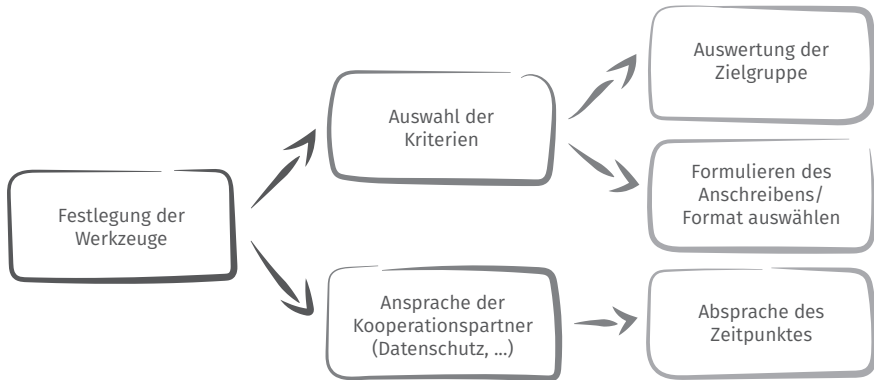 Festlegung der
Werkzeuge
Auswahl der
Kriterien
Ansprache der
Kooperationspartner
(Datenschutz, ...)
Auswertung der
Zielgruppe
Formulieren des
Anschreibens/
Format auswählen
Absprache des
Zeitpunktes